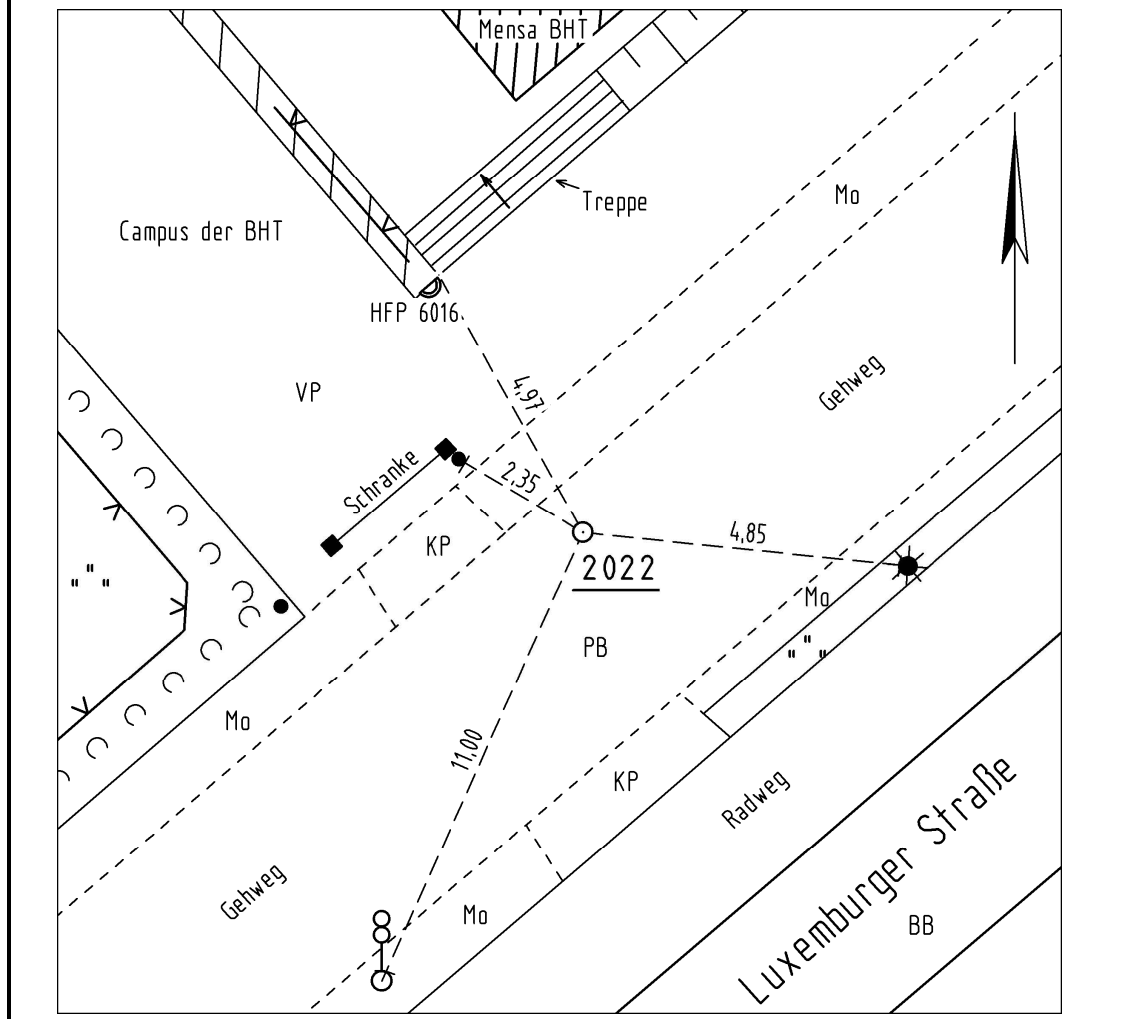 Mensa BHT
Mo
Treppe
Campus der BHT
HFP 6016
Gehweg
4,97
VP
Schranke
2,35
KP
4,85
2022
Mo
PB
Mo
11,00
KP
Radweg
Luxemburger Straße
Gehweg
Mo
BB